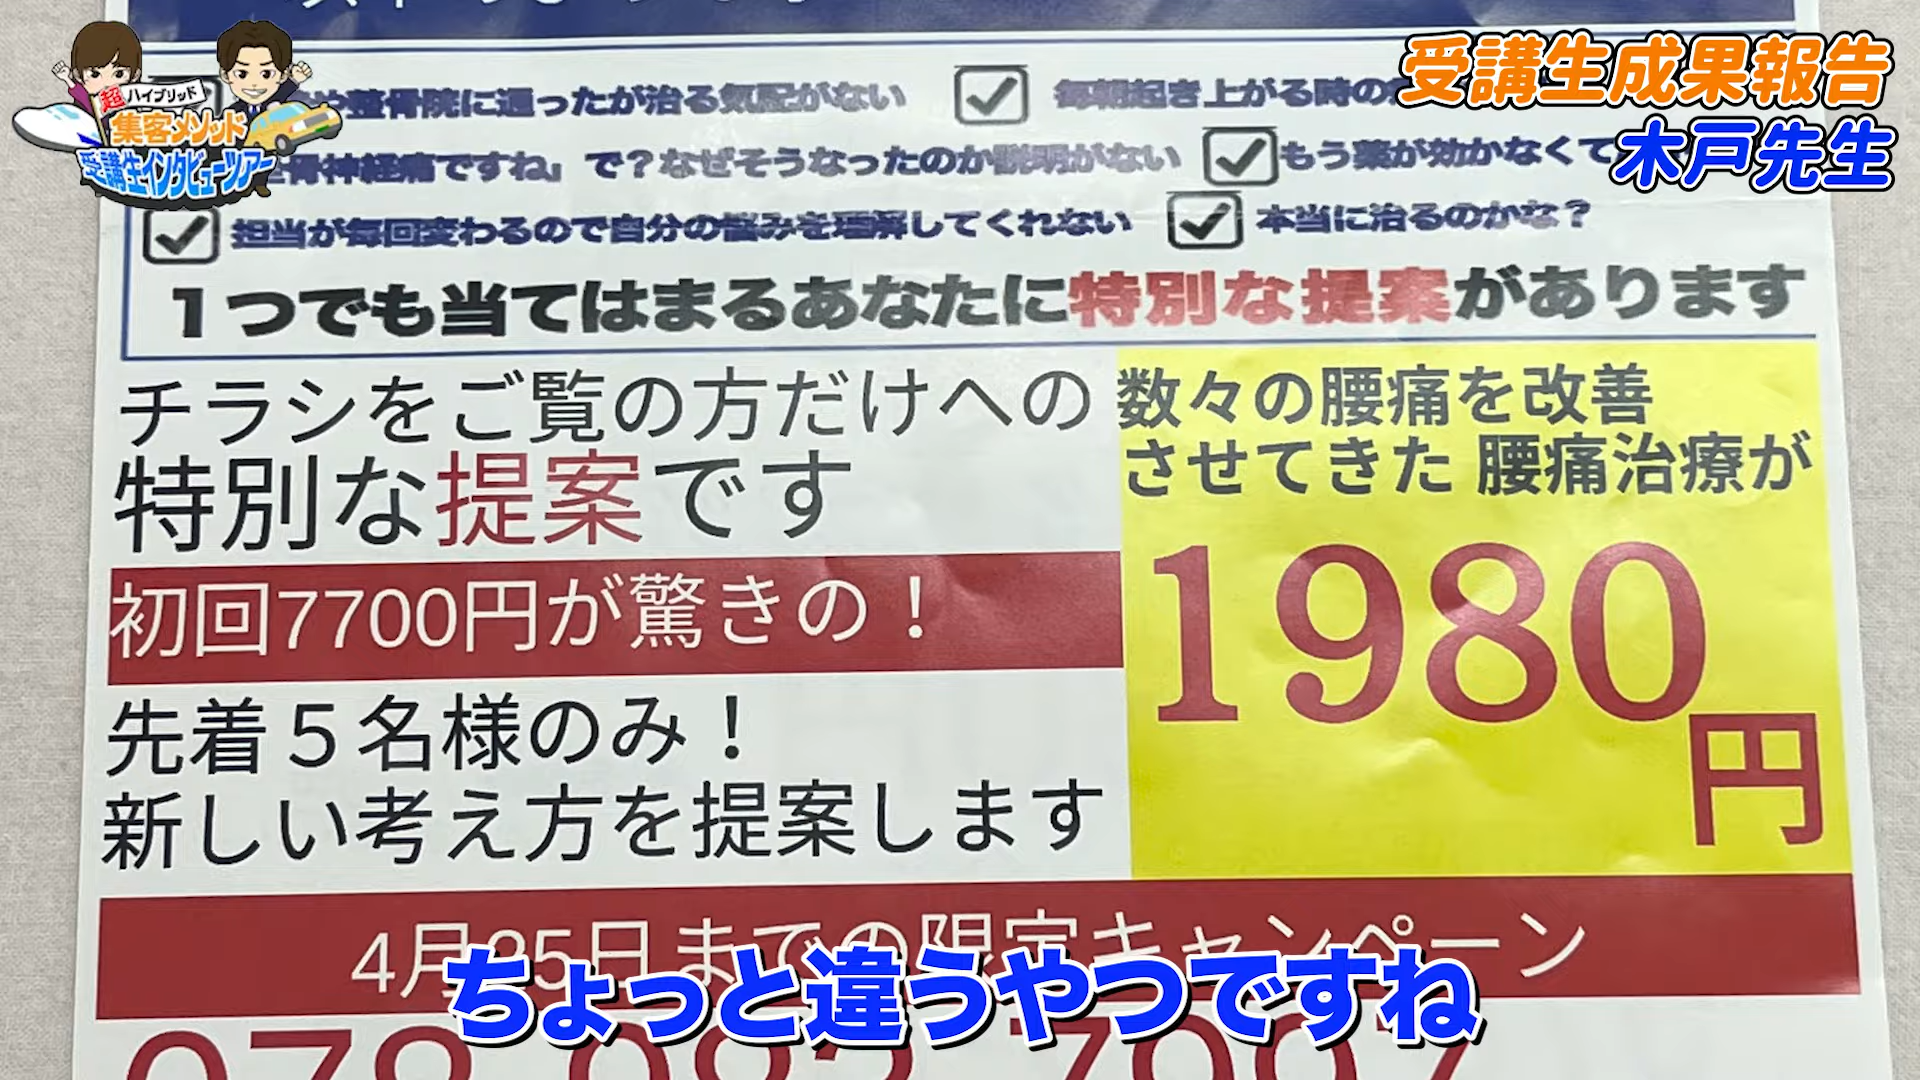 超ハイブリッド
集客メソッド
受講生インタビューツアー
受講生成果報告
木戸先生
整骨院に通ったが治る気配がない
毎朝起き上がる時の
骨神経痛ですね」で？なぜそうなったのか説明がない
もう薬が効かなくて
担当が毎回変わるので自分の悩みを理解してくれない
本当に治るのかな？
１つでも当てはまるあなたに特別な提案があります
チラシをご覧の方だけへの
特別な提案です
初回7700円が驚きの！
先着５名様のみ！
新しい考え方を提案します
数々の腰痛を改善
させてきた 腰痛治療が
1980円
4月25日までの限定キャンペーン
ちょっと違うやつですね